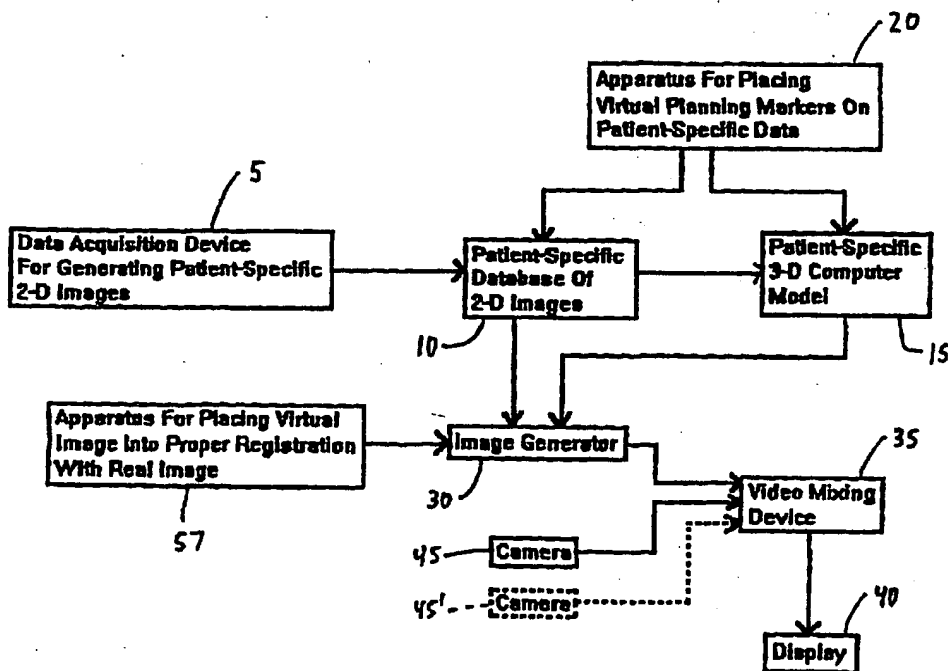 20
Apparatus For Placing
Virtual Planning Markers On
Patient-Specific Data
5
Data Acquisition Device
For Generating Patient-Specific
2-D Images
Patient-Specific
Database Of
2-D Images
Patient-Specific
3-D Computer
Model
10
15
Apparatus For Placing Virtual
Image Into Proper Registration
With Real Image
Image Generator
35
30
Video Mixing
Device
57
45
Camera
45'
Camera
40
Display